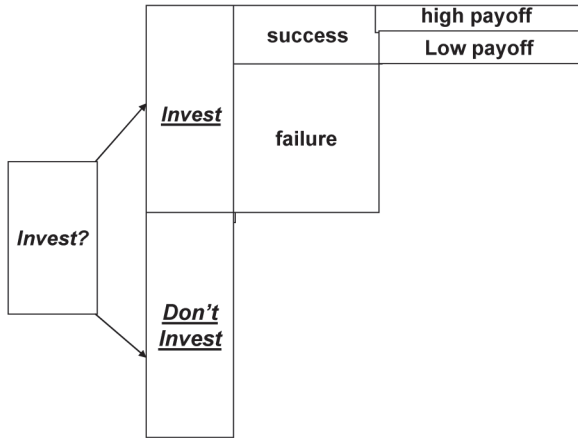 high payoff
success
Low payoff
Invest
failure
Invest?
Don't
Invest